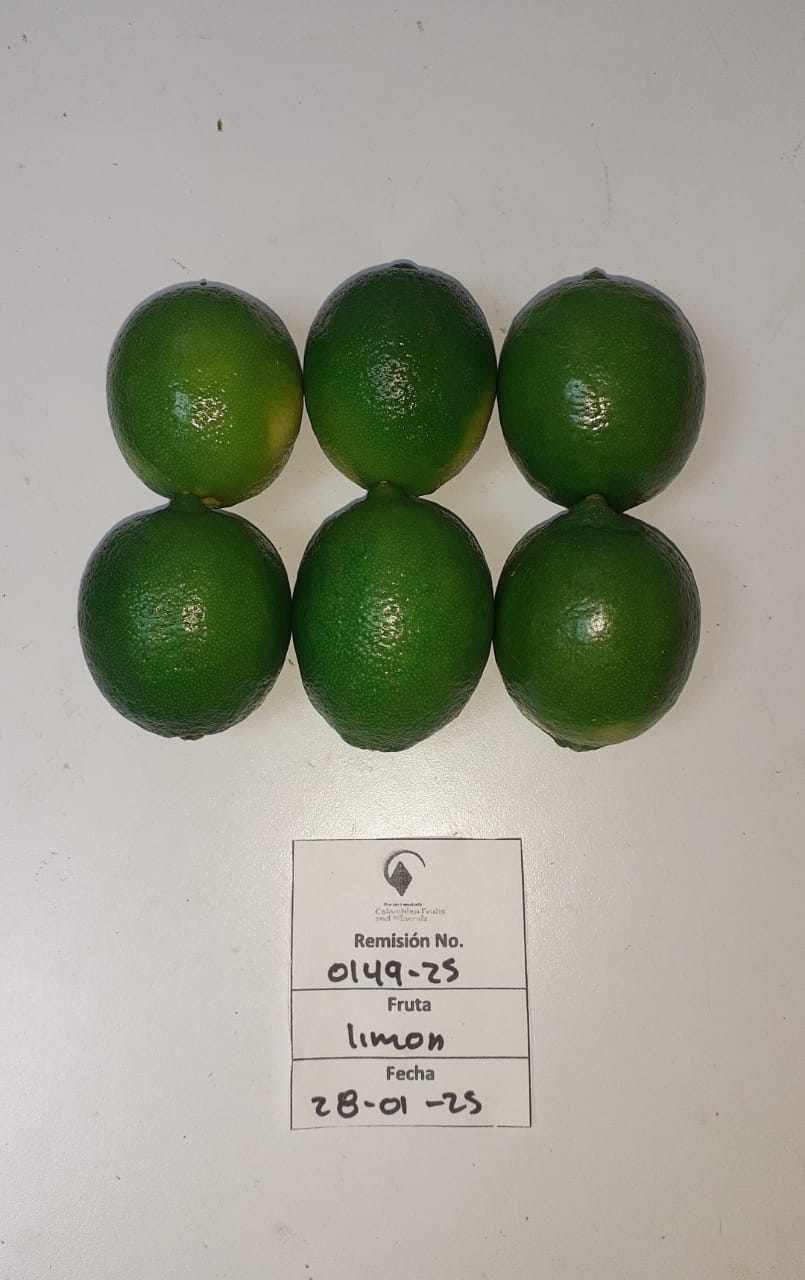 Colombian Fruits
and Minerals
Remisión No.
0149-25
Fruta
limon
Fecha
28-01-25